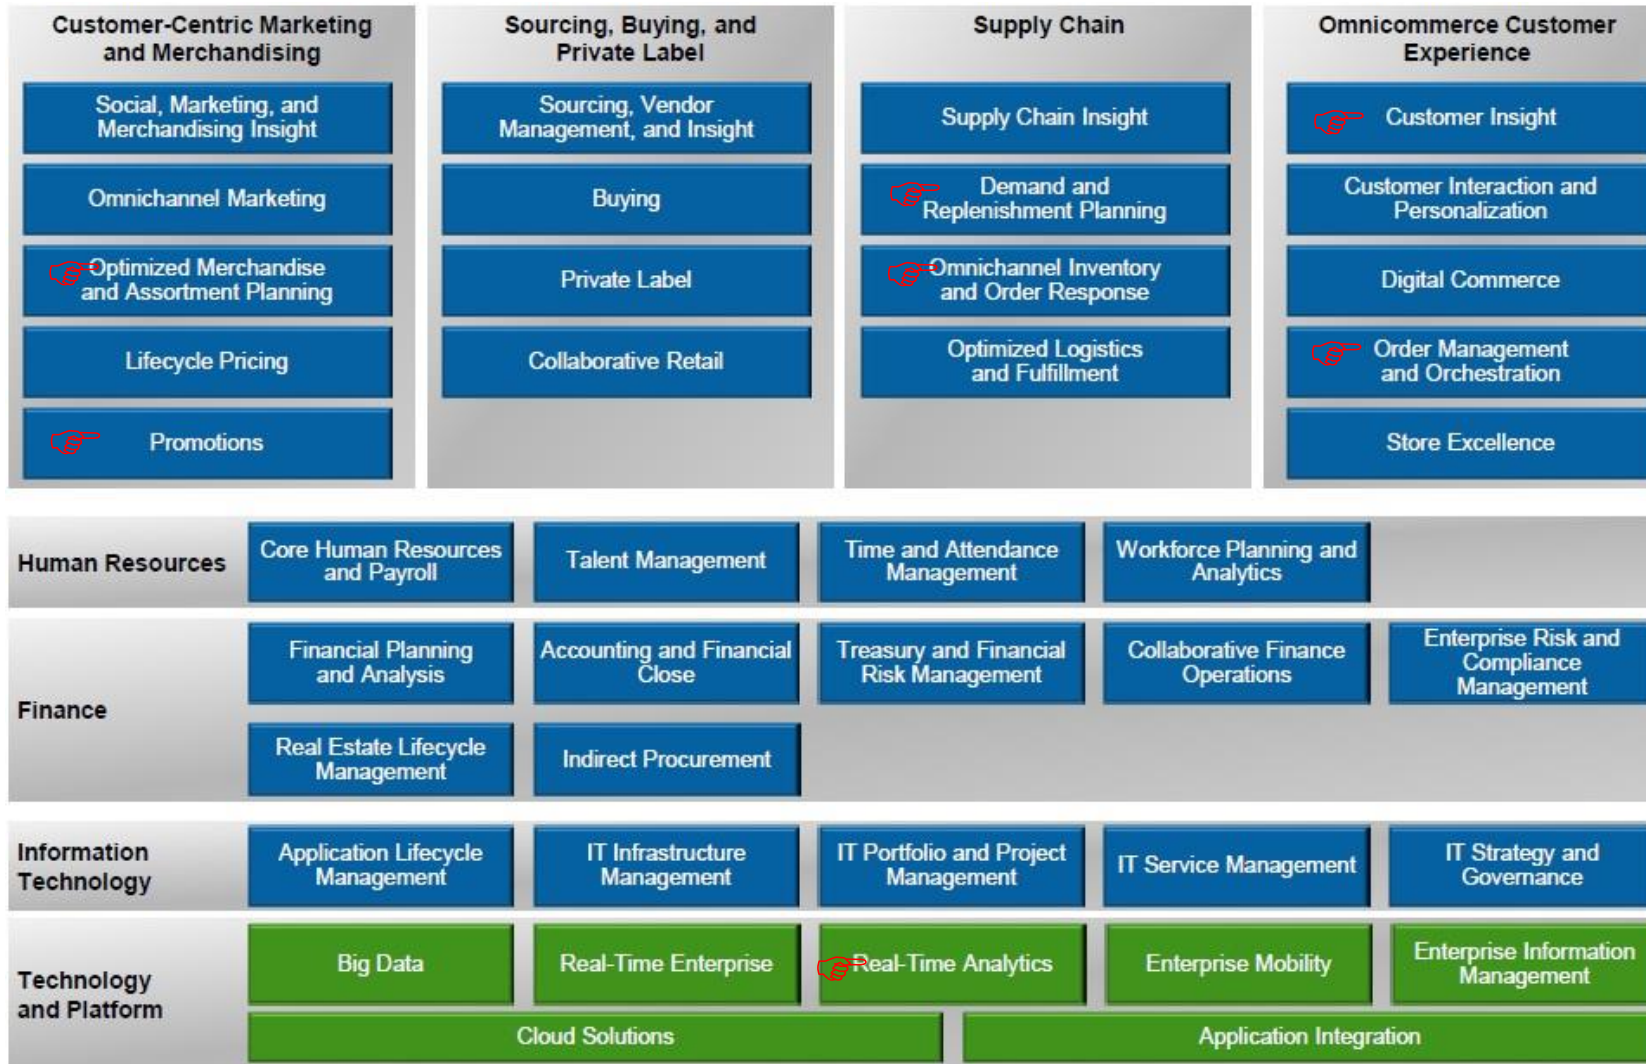 Customer-Centric Marketing
and Merchandising
Social, Marketing, and
Merchandising Insight
Omnichannel Marketing
Optimized Merchandise
and Assortment Planning
Lifecycle Pricing
Promotions
Sourcing, Buying, and
Private Label
Sourcing, Vendor
Management, and Insight
Buying
Private Label
Collaborative Retail
Supply Chain
Supply Chain Insight
Demand and
Replenishment Planning
Omnichannel Inventory
and Order Response
Optimized Logistics
and Fulfillment
Omnicommerce Customer
Experience
Customer Insight
Customer Interaction and
Personalization
Digital Commerce
Order Management
and Orchestration
Store Excellence
Human Resources
Core Human Resources
and Payroll
Talent Management
Time and Attendance
Management
Workforce Planning and
Analytics
Finance
Financial Planning
and Analysis
Accounting and Financial
Close
Treasury and Financial
Risk Management
Collaborative Finance
Operations
Enterprise Risk and
Compliance
Management
Real Estate Lifecycle
Management
Indirect Procurement
Information
Technology
Application Lifecycle
Management
IT Infrastructure
Management
IT Portfolio and Project
Management
IT Service Management
IT Strategy and
Governance
Technology
and Platform
Big Data
Real-Time Enterprise
Real-Time Analytics
Enterprise Mobility
Enterprise Information
Management
Cloud Solutions
Application Integration